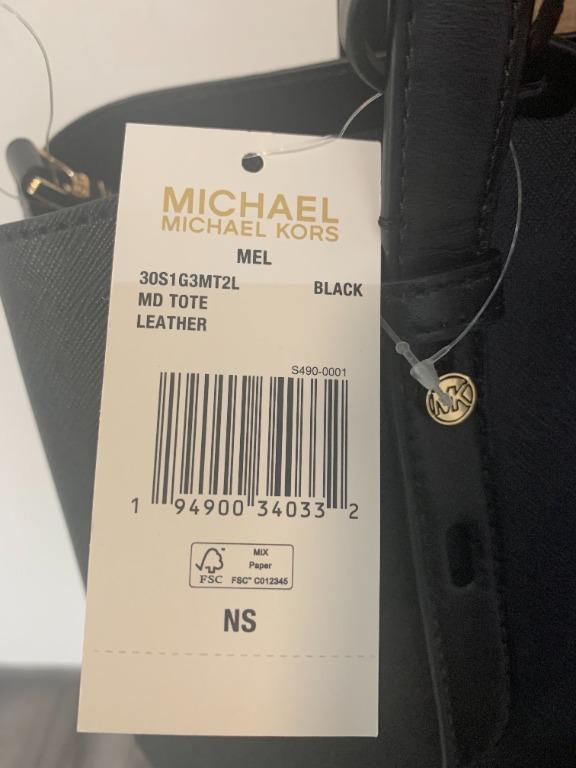 MICHAEL
MICHAEL KORS
MEL
30S1G3MT2L BLACK
MD TOTE
LEATHER
S490-0001
1 94900 34033 2
FSC
MIX
Paper
FSC™ C012345
NS
MK